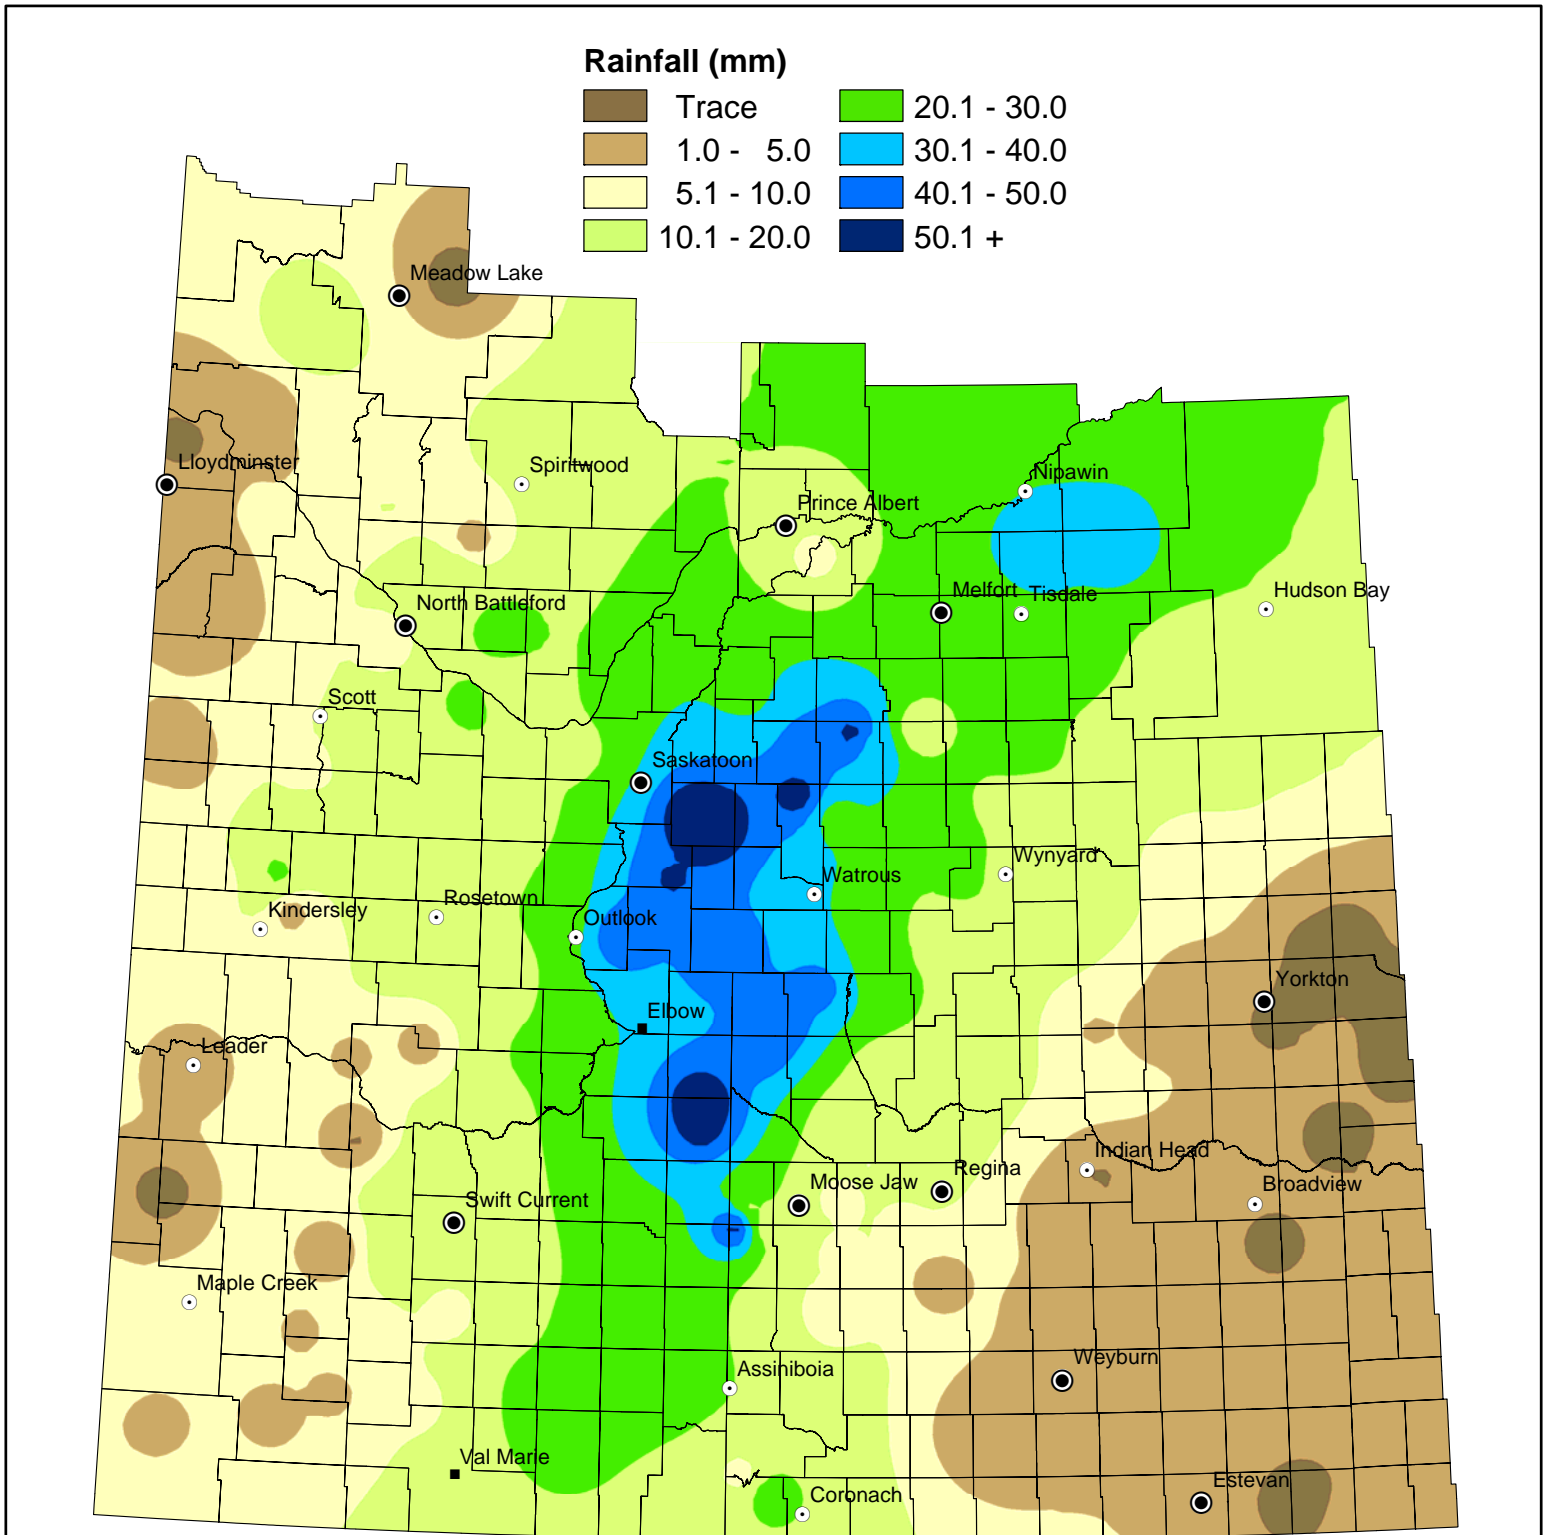 Rainfall (mm)
Trace
20.1 - 30.0
1.0 - 5.0
30.1 - 40.0
5.1 - 10.0
40.1 - 50.0
10.1 - 20.0
50.1 +
Meadow Lake
Lloydminster
Spiritwood
Nipawin
Prince Albert
Melfort
Tisdale
Hudson Bay
North Battleford
Scott
Saskatoon
Wynyard
Watrous
Rosetown
Kindersley
Outlook
Yorkton
Elbow
Leader
Indian Head
Regina
Moose Jaw
Broadview
Swift Current
Maple Creek
Weyburn
Assiniboia
Val Marie
Estevan
Coronach